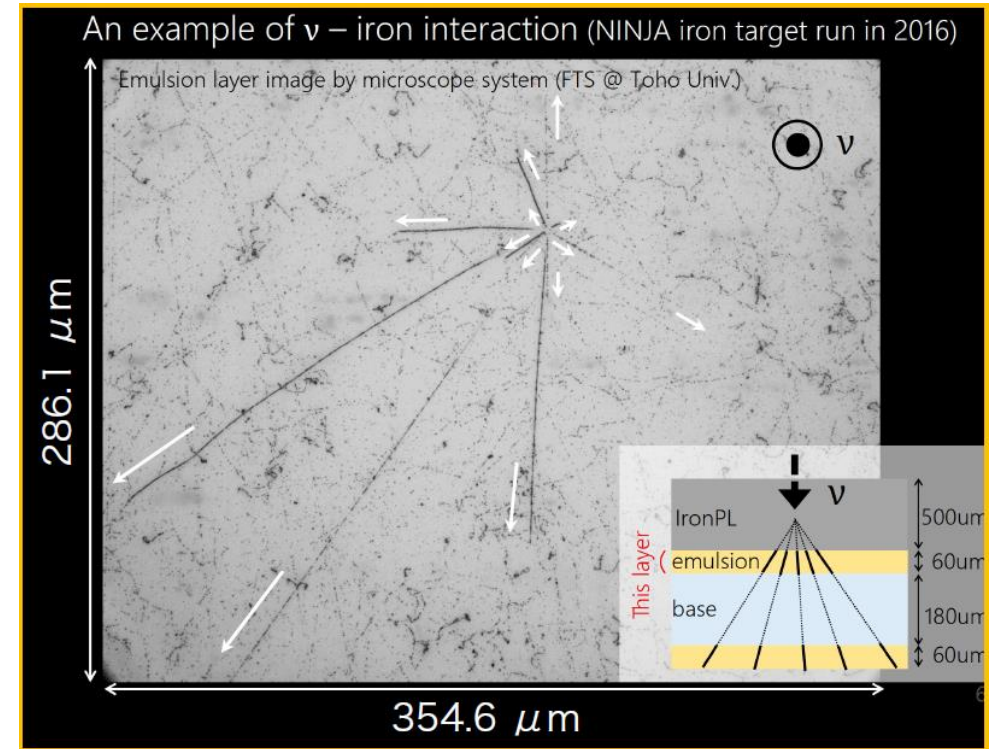 An example of ν – iron interaction (NINJA iron target run in 2016)
Emulsion layer image by microscope system (FTS @ Toho Univ.)
ν
286.1 μm
ν
IronPL
500um
This layer
emulsion
60um
base
180um
60um
354.6 μm
6